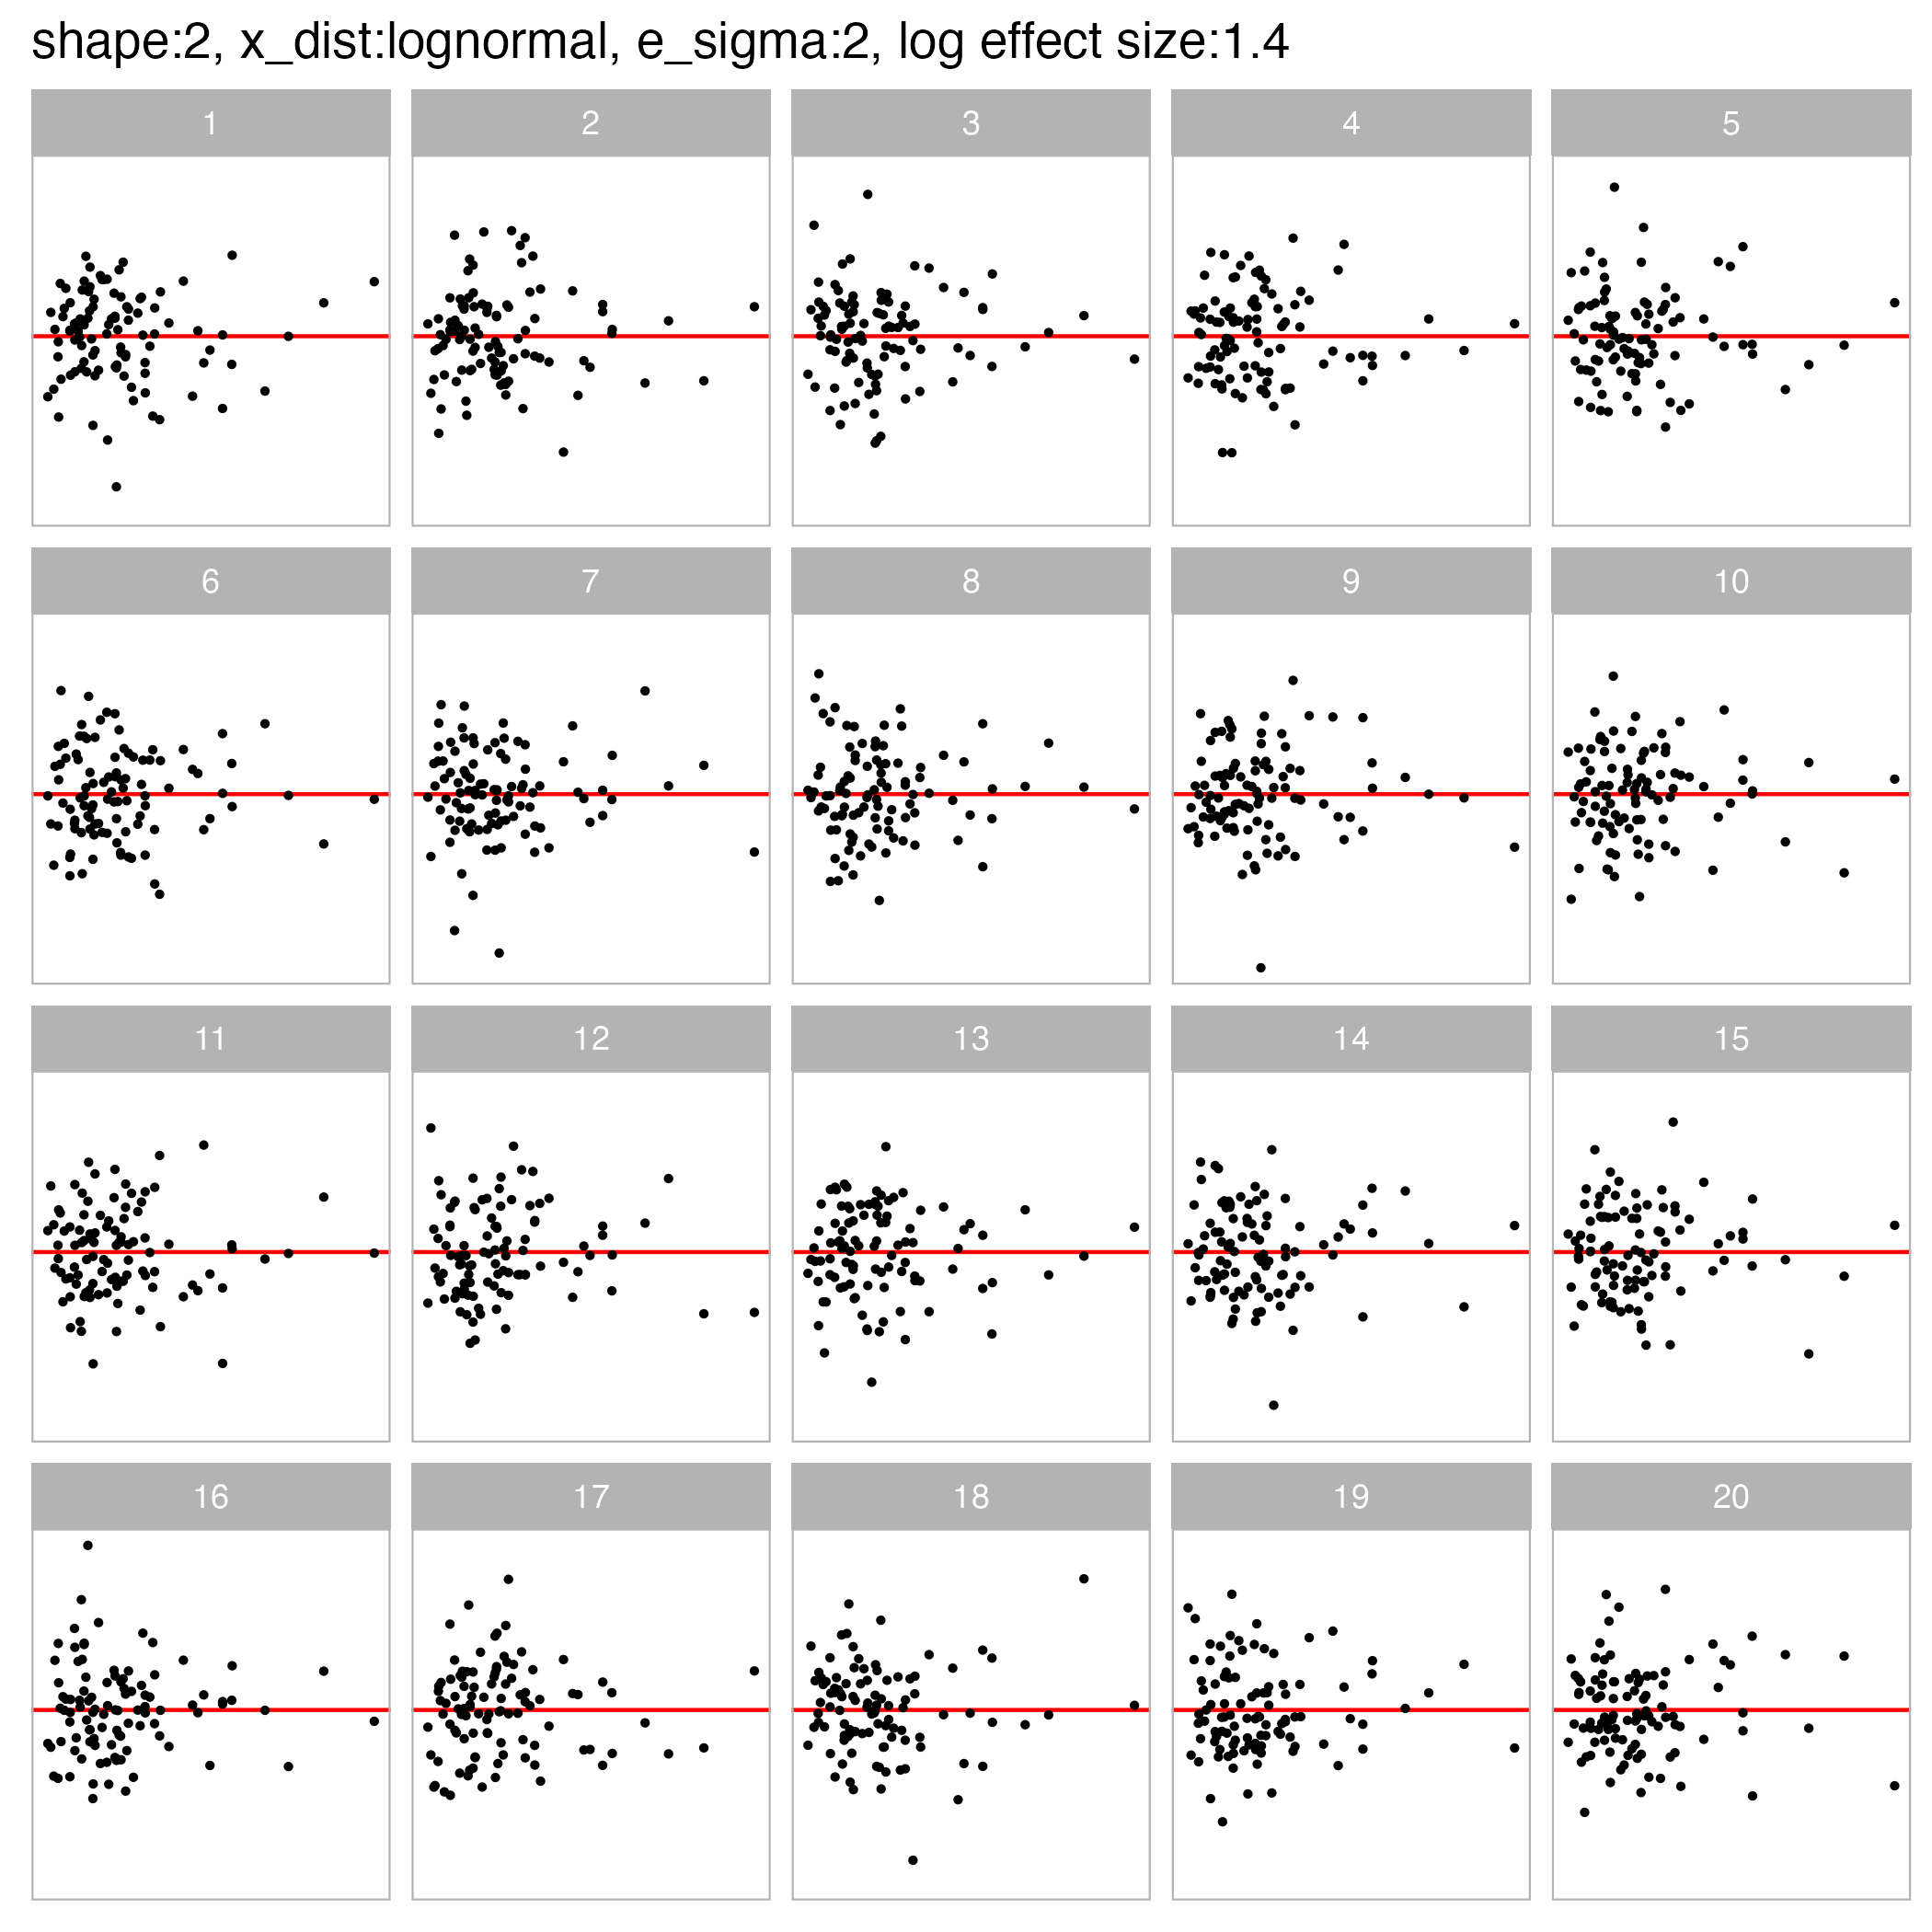 shape:2, x_dist:lognormal, e_sigma:2, log effect size:1.4
1 2 3 4 5
6 7 8 9 10
11 12 13 14 15
16 17 18 19 20